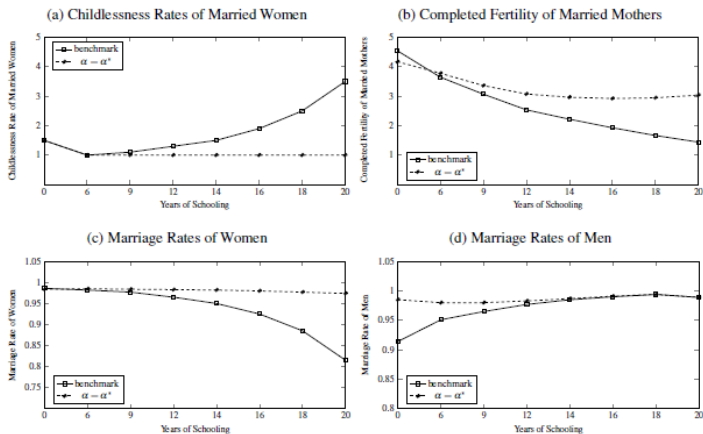 (a) Childlessness Rates of Married Women
5
4
3
2
1
Childlessness Rate of Married Women
benchmark
α − α*
0 6 9 12 14 16 18 20
Years of Schooling
(b) Completed Fertility of Married Mothers
5
4
3
2
1
Completed Fertility of Married Mothers
benchmark
α − α*
0 6 9 12 14 16 18 20
Years of Schooling
(c) Marriage Rates of Women
1.05
1
0.95
0.9
0.85
0.8
0.75
Marriage Rate of Women
benchmark
α − α*
0 6 9 12 14 16 18 20
Years of Schooling
(d) Marriage Rates of Men
1.05
1
0.95
0.9
0.85
0.8
Marriage Rate of Men
benchmark
α − α*
0 6 9 12 14 16 18 20
Years of Schooling